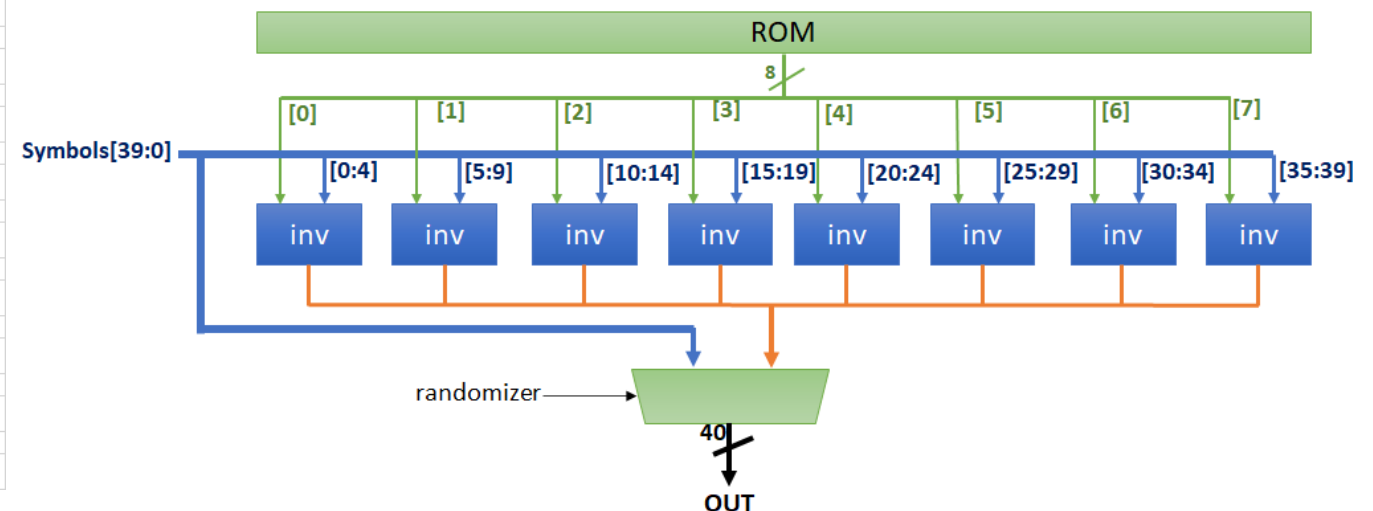 ROM
8
[0] [1] [2] [3] [4] [5] [6] [7]
Symbols[39:0]
[0:4] [5:9] [10:14] [15:19] [20:24] [25:29] [30:34] [35:39]
inv inv inv inv inv inv inv inv
randomizer
40
OUT